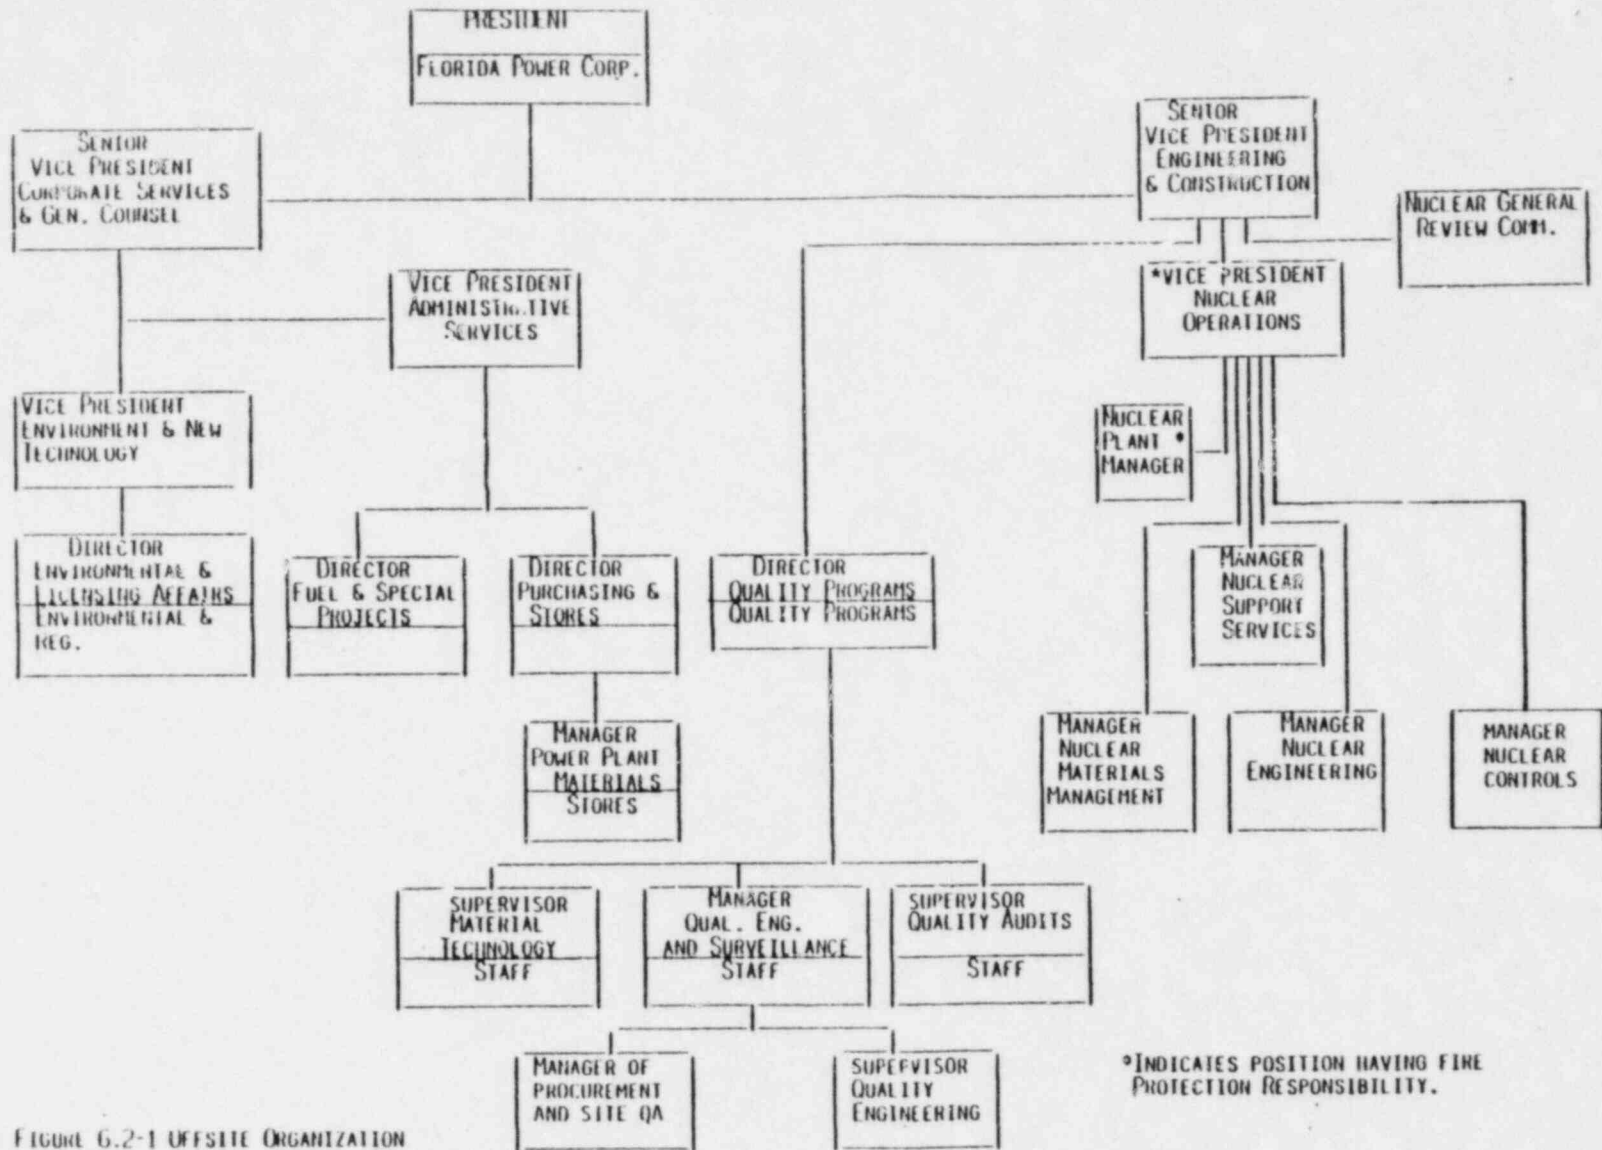 PRESIDENT
FLORIDA POWER CORP.
SENIOR
VICE PRESIDENT
CORPORATE SERVICES
& GEN. COUNSEL
SENIOR
VICE PRESIDENT
ENGINEERING
& CONSTRUCTION
NUCLEAR GENERAL
REVIEW COMM.
VICE PRESIDENT
ADMINISTRATIVE
SERVICES
*VICE PRESIDENT
NUCLEAR
OPERATIONS
VICE PRESIDENT
ENVIRONMENT & NEW
TECHNOLOGY
NUCLEAR
PLANT *
MANAGER
DIRECTOR
ENVIRONMENTAL &
LICENSING AFFAIRS
ENVIRONMENTAL &
REG.
DIRECTOR
FUEL & SPECIAL
PROJECTS
DIRECTOR
PURCHASING &
STORES
DIRECTOR
QUALITY PROGRAMS
QUALITY PROGRAMS
MANAGER
NUCLEAR
SUPPORT
SERVICES
MANAGER
POWER PLANT
MATERIALS
STORES
MANAGER
NUCLEAR
MATERIALS
MANAGEMENT
MANAGER
NUCLEAR
ENGINEERING
MANAGER
NUCLEAR
CONTROLS
SUPERVISOR
MATERIAL
TECHNOLOGY
STAFF
MANAGER
QUAL. ENG.
AND SURVEILLANCE
STAFF
SUPERVISOR
QUALITY AUDITS
STAFF
MANAGER OF
PROCUREMENT
AND SITE QA
SUPERVISOR
QUALITY
ENGINEERING
*INDICATES POSITION HAVING FIRE
PROTECTION RESPONSIBILITY.
FIGURE 6.2-1 OFFSITE ORGANIZATION